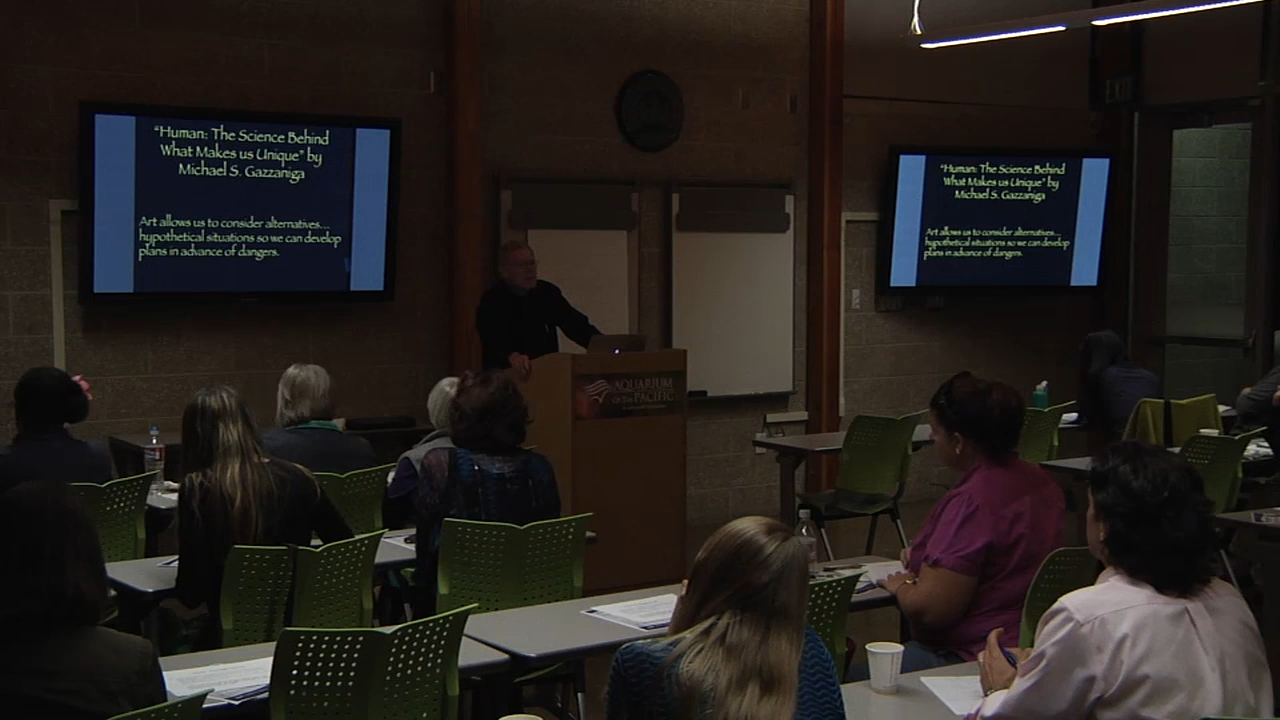 "Human: The Science Behind
What Makes us Unique" by
Michael S. Gazzaniga
Art allows us to consider alternatives...
hypothetical situations so we can develop
plans in advance of dangers.
"Human: The Science Behind
What Makes us Unique" by
Michael S. Gazzaniga
Art allows us to consider alternatives...
hypothetical situations so we can develop
plans in advance of dangers.
AQUARIUM
OF THE PACIFIC